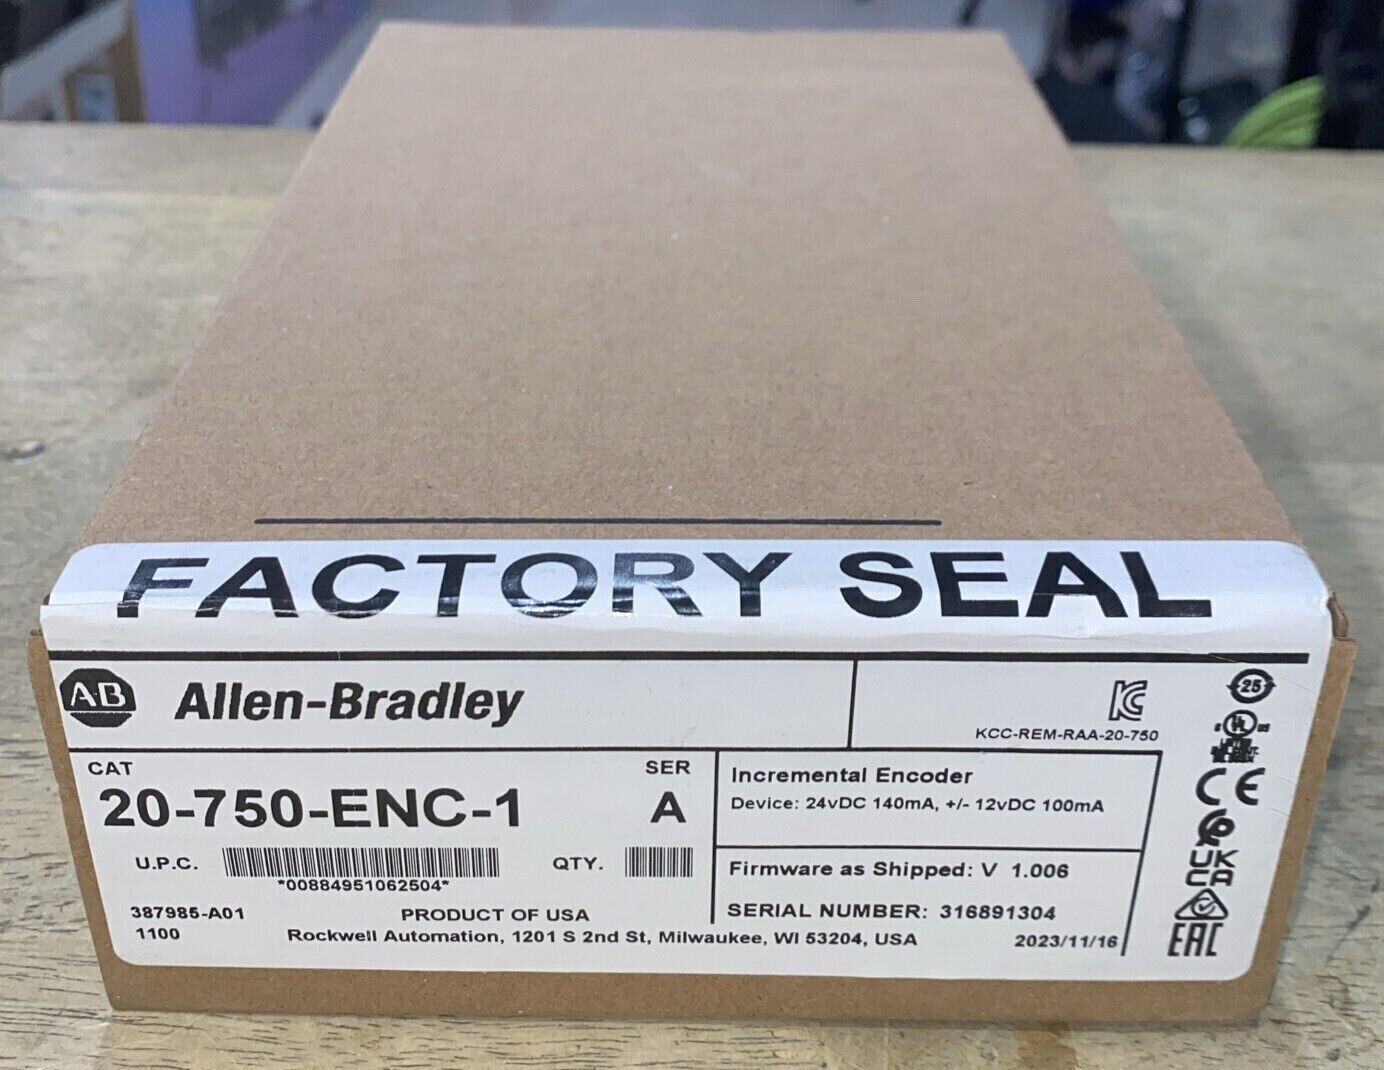 FACTORY SEAL
A-B Allen-Bradley
KCC-REM-RAA-20-750
25
UL
CE
UK
CA
EAC
CAT SER
20-750-ENC-1 A
U.P.C. QTY.
*00884951062504*
387985-A01 PRODUCT OF USA
1100 Rockwell Automation, 1201 S 2nd St, Milwaukee, WI 53204, USA
Incremental Encoder
Device: 24vDC 140mA, +/- 12vDC 100mA
Firmware as Shipped: V 1.006
SERIAL NUMBER: 316891304
2023/11/16